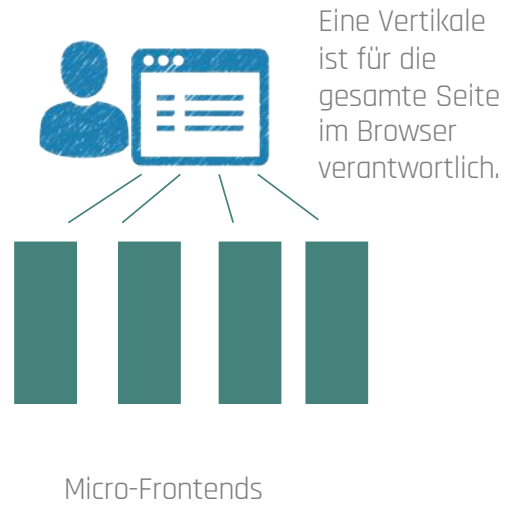 Eine Vertikale
ist für die
gesamte Seite
im Browser
verantwortlich.
Micro-Frontends